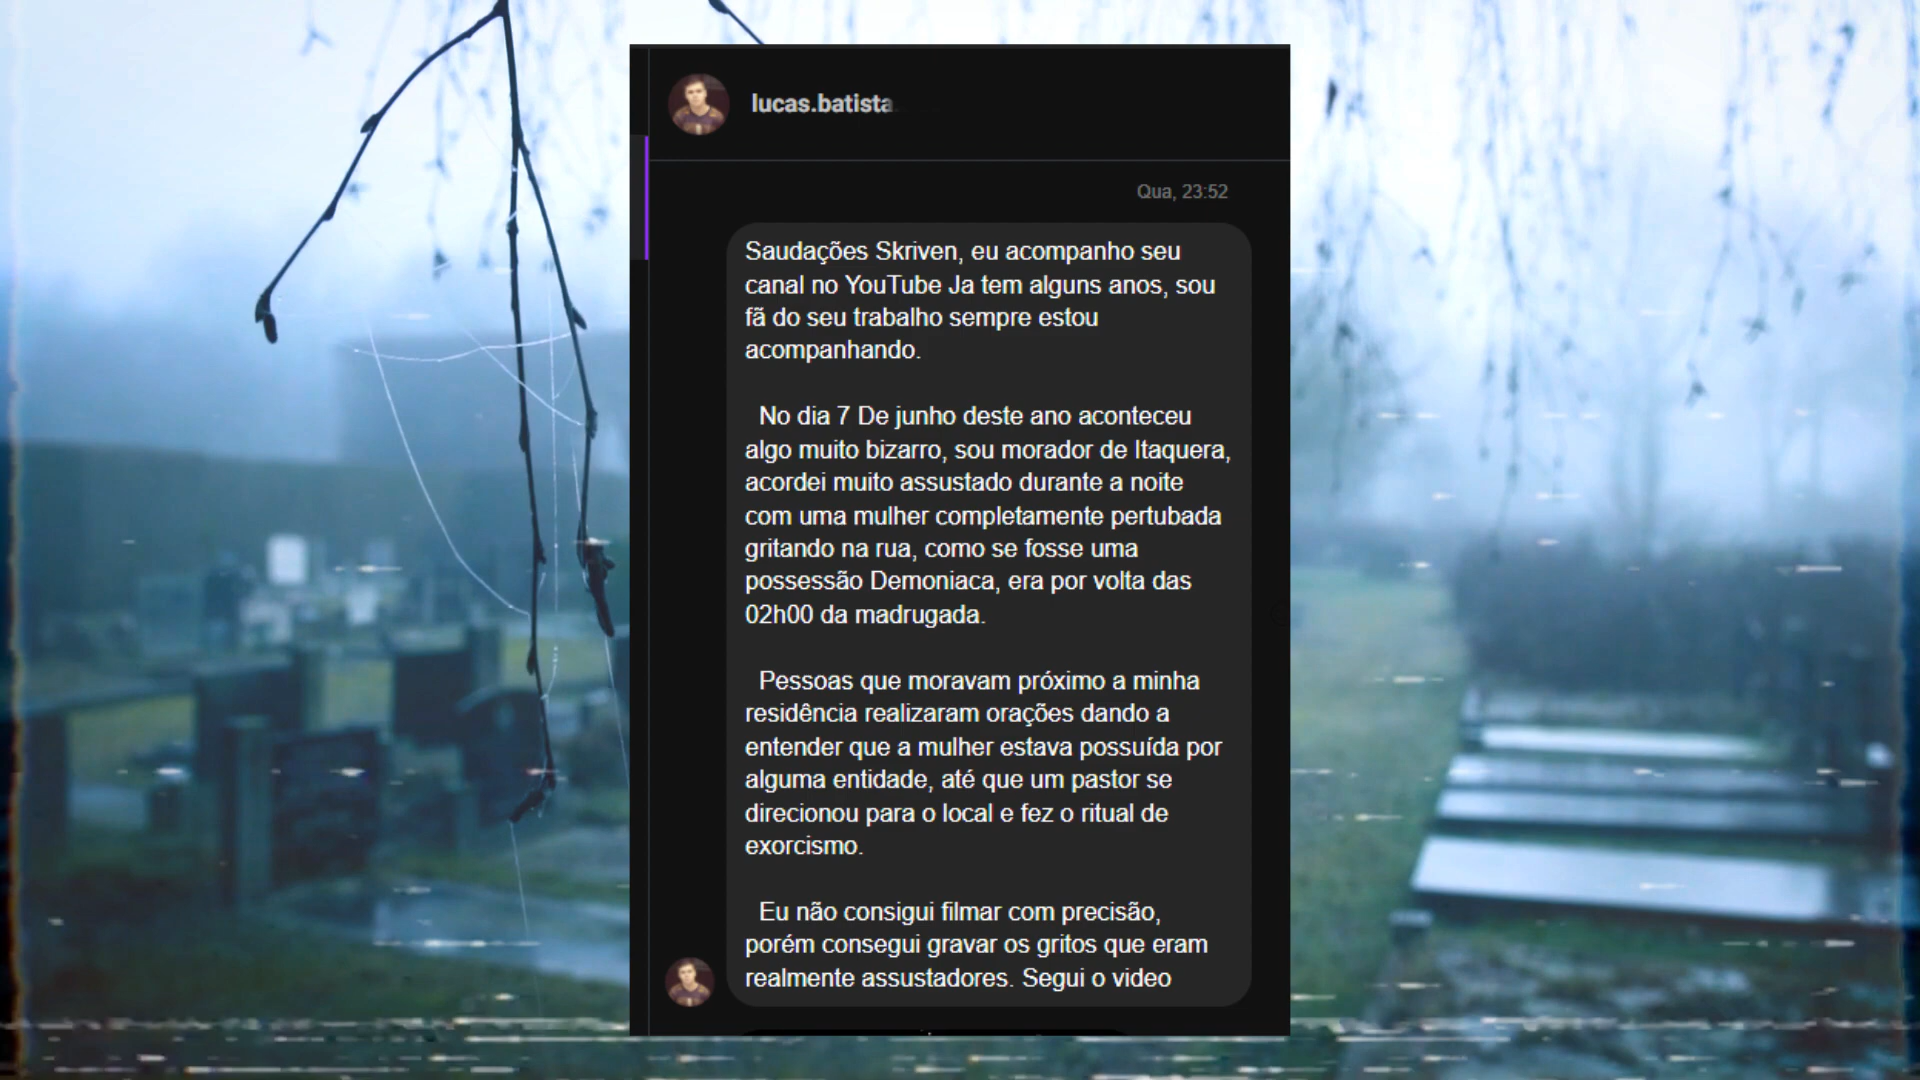 lucas.batista
Qua, 23:52
Saudações Skriven, eu acompanho seu
canal no YouTube Ja tem alguns anos, sou
fã do seu trabalho sempre estou
acompanhando.
No dia 7 De junho deste ano aconteceu
algo muito bizarro, sou morador de Itaquera,
acordei muito assustado durante a noite
com uma mulher completamente pertubada
gritando na rua, como se fosse uma
possessão Demoniaca, era por volta das
02h00 da madrugada.
Pessoas que moravam próximo a minha
residência realizaram orações dando a
entender que a mulher estava possuída por
alguma entidade, até que um pastor se
direcionou para o local e fez o ritual de
exorcismo.
Eu não consigui filmar com precisão,
porém consegui gravar os gritos que eram
realmente assustadores. Segui o video